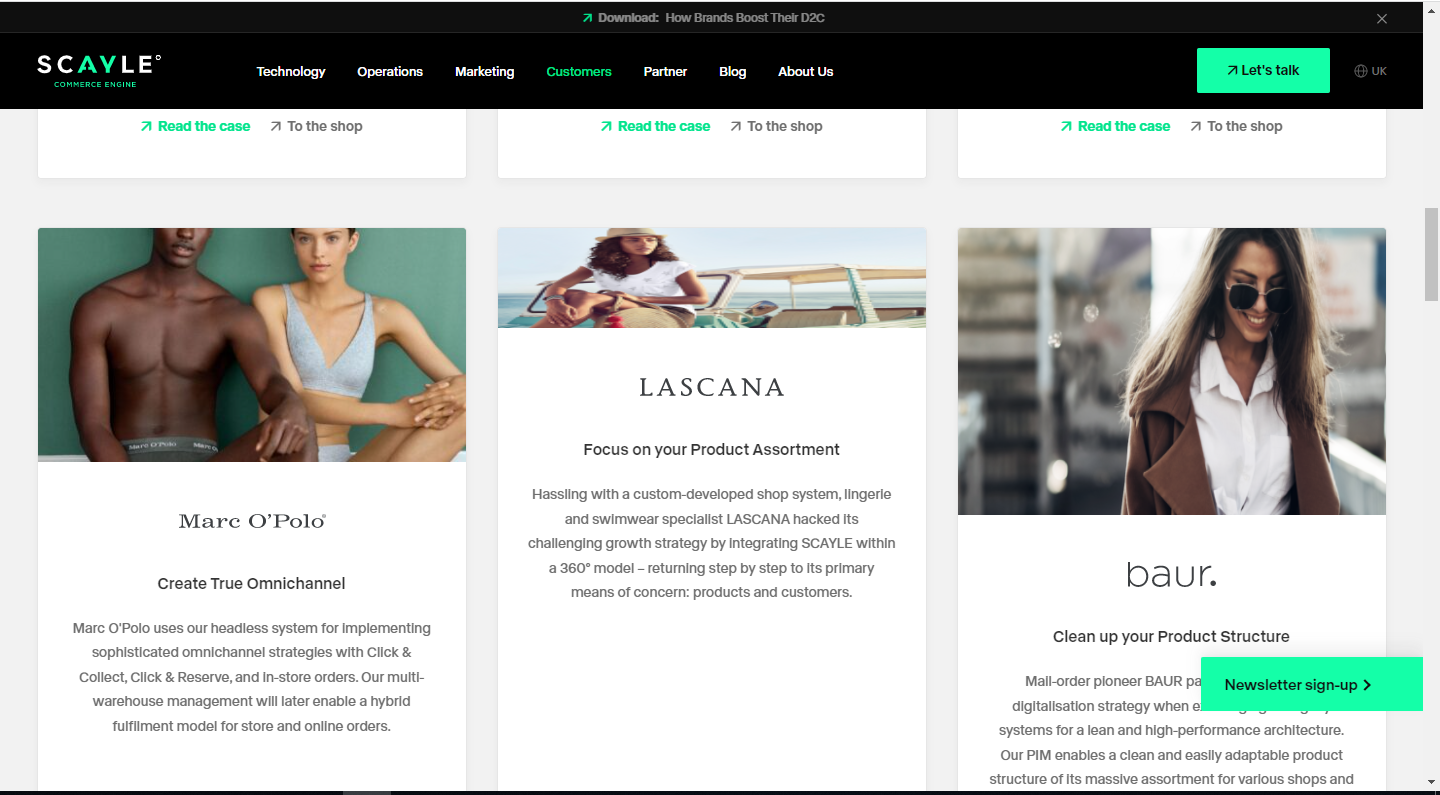 Download: How Brands Boost Their D2C
SCAYLE
COMMERCE ENGINE
Technology Operations Marketing Customers Partner Blog About Us
Let's talk
UK
Read the case To the shop
Read the case To the shop
Read the case To the shop
Marc O'Polo
Marc O'Polo®
Create True Omnichannel
Marc O'Polo uses our headless system for implementing
sophisticated omnichannel strategies with Click &
Collect, Click & Reserve, and in-store orders. Our multi-
warehouse management will later enable a hybrid
fulfilment model for store and online orders.
LASCANA
Focus on your Product Assortment
Hassling with a custom-developed shop system, lingerie
and swimwear specialist LASCANA hacked its
challenging growth strategy by integrating SCAYLE within
a 360° model – returning step by step to its primary
means of concern: products and customers.
baur.
Clean up your Product Structure
Mail-order pioneer BAUR
digitalisation strategy when
systems for a lean and high-performance architecture.
Our PIM enables a clean and easily adaptable product
structure of its massive assortment for various shops and
Newsletter sign-up